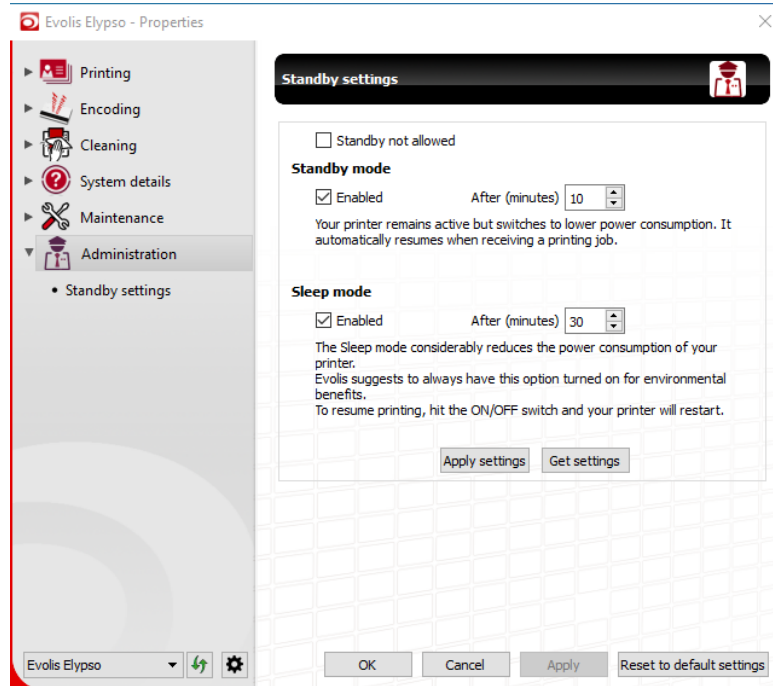 Evolis Elypso - Properties
Printing
Encoding
Cleaning
System details
Maintenance
Administration
• Standby settings
Evolis Elypso
Standby settings
Standby not allowed
Standby mode
Enabled After (minutes) 10
Your printer remains active but switches to lower power consumption. It
automatically resumes when receiving a printing job.
Sleep mode
Enabled After (minutes) 30
The Sleep mode considerably reduces the power consumption of your
printer.
Evolis suggests to always have this option turned on for environmental
benefits.
To resume printing, hit the ON/OFF switch and your printer will restart.
Apply settings Get settings
OK Cancel Apply Reset to default settings